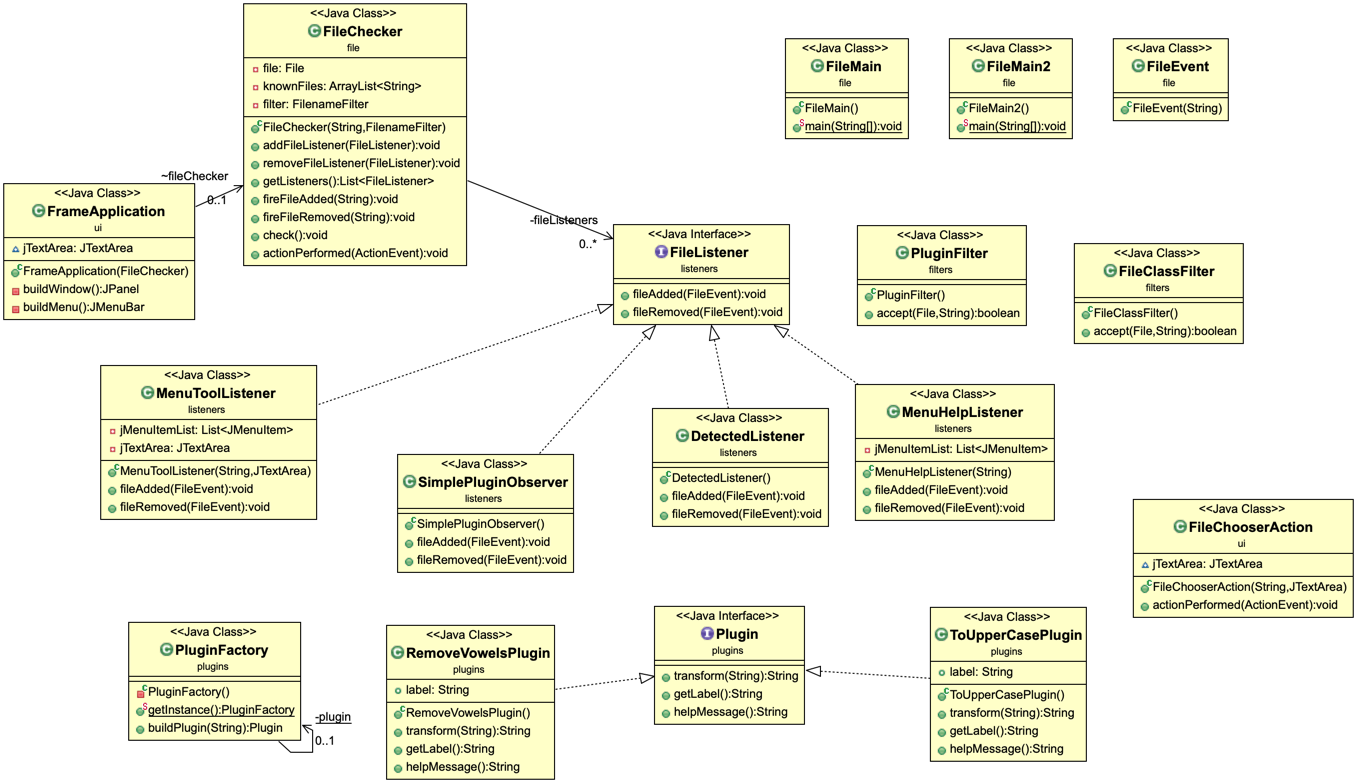 <<Java Class>>
FileChecker
file
file: File
knownFiles: ArrayList<String>
filter: FilenameFilter
FileChecker(String,FilenameFilter)
addFileListener(FileListener):void
removeFileListener(FileListener):void
getListeners():List<FileListener>
fireFileAdded(String):void
fireFileRemoved(String):void
check():void
actionPerformed(ActionEvent):void
<<Java Class>>
FileMain
file
FileMain()
main(String[]):void
<<Java Class>>
FileMain2
file
FileMain2()
main(String[]):void
<<Java Class>>
FileEvent
file
FileEvent(String)
~fileChecker
0..1
<<Java Class>>
FrameApplication
ui
jTextArea: JTextArea
FrameApplication(FileChecker)
buildWindow():JPanel
buildMenu():JMenuBar
-fileListeners
0..*
<<Java Interface>>
FileListener
listeners
fileAdded(FileEvent):void
fileRemoved(FileEvent):void
<<Java Class>>
PluginFilter
filters
PluginFilter()
accept(File,String):boolean
<<Java Class>>
FileClassFilter
filters
FileClassFilter()
accept(File,String):boolean
<<Java Class>>
MenuToolListener
listeners
jMenuItemList: List<JMenuItem>
jTextArea: JTextArea
MenuToolListener(String,JTextArea)
fileAdded(FileEvent):void
fileRemoved(FileEvent):void
<<Java Class>>
SimplePluginObserver
listeners
SimplePluginObserver()
fileAdded(FileEvent):void
fileRemoved(FileEvent):void
<<Java Class>>
DetectedListener
listeners
DetectedListener()
fileAdded(FileEvent):void
fileRemoved(FileEvent):void
<<Java Class>>
MenuHelpListener
listeners
jMenuItemList: List<JMenuItem>
MenuHelpListener(String)
fileAdded(FileEvent):void
fileRemoved(FileEvent):void
<<Java Class>>
FileChooserAction
ui
jTextArea: JTextArea
FileChooserAction(String,JTextArea)
actionPerformed(ActionEvent):void
<<Java Class>>
PluginFactory
plugins
PluginFactory()
getInstance():PluginFactory
buildPlugin(String):Plugin
-plugin
0..1
<<Java Class>>
RemoveVowelsPlugin
plugins
label: String
RemoveVowelsPlugin()
transform(String):String
getLabel():String
helpMessage():String
<<Java Interface>>
Plugin
plugins
transform(String):String
getLabel():String
helpMessage():String
<<Java Class>>
ToUpperCasePlugin
plugins
label: String
ToUpperCasePlugin()
transform(String):String
getLabel():String
helpMessage():String